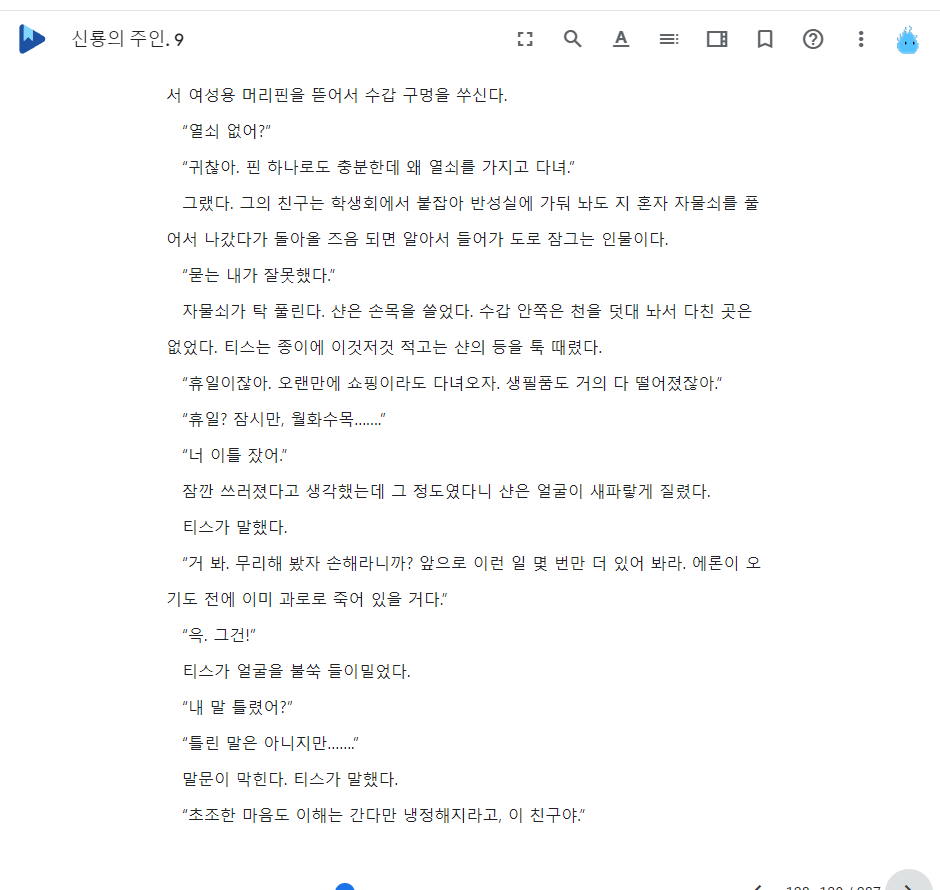 신룡의 주인. 9
서 여성용 머리핀을 뜯어서 수갑 구멍을 쑤신다.
“열쇠 없어?”
“귀찮아. 핀 하나로도 충분한데 왜 열쇠를 가지고 다녀.”
그랬다. 그의 친구는 학생회에서 붙잡아 반성실에 가둬 놔도 지 혼자 자물쇠를 풀
어서 나갔다가 돌아올 즈음 되면 알아서 들어가 도로 잠그는 인물이다.
“묻는 내가 잘못했다.”
자물쇠가 탁 풀린다. 샨은 손목을 쓸었다. 수갑 안쪽은 천을 덧대 놔서 다친 곳은
없었다. 티스는 종이에 이것저것 적고는 샨의 등을 툭 때렸다.
“휴일이잖아. 오랜만에 쇼핑이라도 다녀오자. 생필품도 거의 다 떨어졌잖아.”
“휴일? 잠시만, 월화수목…….”
“너 이틀 잤어.”
잠깐 쓰러졌다고 생각했는데 그 정도였다니 샨은 얼굴이 새파랗게 질렸다.
티스가 말했다.
“거 봐. 무리해 봤자 손해라니까? 앞으로 이런 일 몇 번만 더 있어 봐라. 에론이 오
기도 전에 이미 과로로 죽어 있을 거다.”
“윽. 그건!”
티스가 얼굴을 불쑥 들이밀었다.
“내 말 틀렸어?”
“틀린 말은 아니지만…….”
말문이 막힌다. 티스가 말했다.
“초조한 마음도 이해는 간다만 냉정해지라고, 이 친구야.”